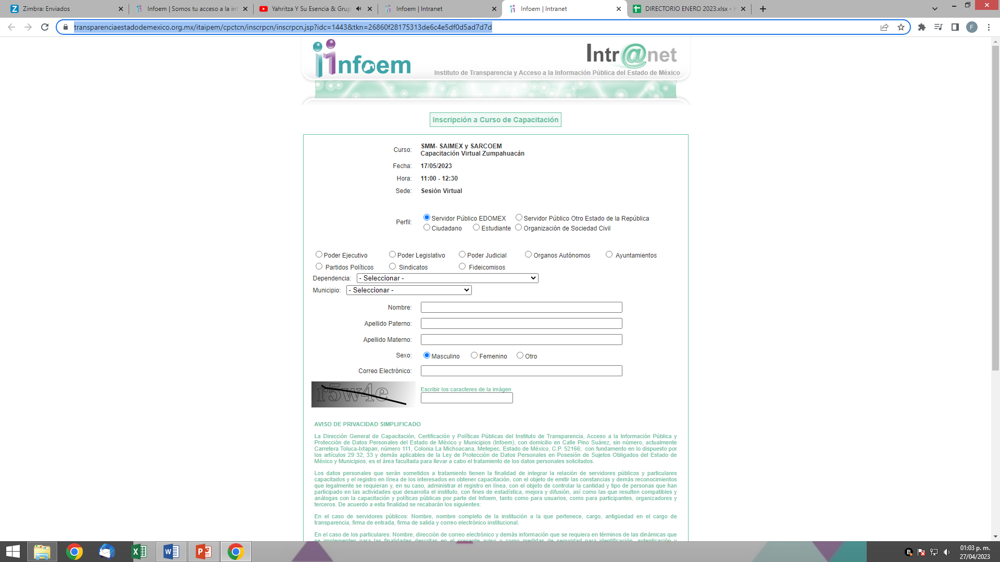 Zimbra: Enviados
Infoem | Somos tu acceso a la inf
Yahritza Y Su Esencia & Grup
Infoem | Intranet
Infoem | Intranet
DIRECTORIO ENERO 2023.xlsx -
transparenciaestadodemexico.org.mx/itaipem/cpctcn/inscrpcn/inscrpcn.jsp?idc=1443&tkn=26860f28175313de6c4e5df0d5ad7d7d
F
infoem
Intr@net
Instituto de Transparencia y Acceso a la Información Pública del Estado de México
Inscripción a Curso de Capacitación
Curso: SMM- SAIMEX y SARCOEM
Capacitación Virtual Zumpahuacán
Fecha: 17/05/2023
Hora: 11:00 - 12:30
Sede: Sesión Virtual
Perfil: Servidor Público EDOMEX Servidor Público Otro Estado de la República
Ciudadano Estudiante Organización de Sociedad Civil
Poder Ejecutivo Poder Legislativo Poder Judicial Organos Autónomos Ayuntamientos
Partidos Políticos Sindicatos Fideicomisos
Dependencia: - Seleccionar -
Municipio: - Seleccionar -
Nombre:
Apellido Paterno:
Apellido Materno:
Sexo: Masculino Femenino Otro
Correo Electrónico:
r5w4e
Escribir los caracteres de la imágen
AVISO DE PRIVACIDAD SIMPLIFICADO
La Dirección General de Capacitación, Certificación y Políticas Públicas del Instituto de Transparencia, Acceso a la Información Pública y
Protección de Datos Personales del Estado de México y Municipios (Infoem), con domicilio en Calle Pino Suárez, sin número, actualmente
Carretera Toluca-Ixtapan, número 111, Colonia La Michoacana, Metepec, Estado de México, C.P. 52166; con fundamento en lo dispuesto por
los artículos 29 32, 33 y demás aplicables de la Ley de Protección de Datos Personales en Posesión de Sujetos Obligados del Estado de
México y Municipios, es el área facultada para llevar a cabo el tratamiento de los datos personales solicitados.
Los datos personales que serán sometidos a tratamiento tienen la finalidad de integrar la relación de servidores públicos y particulares
capacitados y el registro en línea de los interesados en obtener capacitación, con el objeto de emitir las constancias y demás reconocimientos
que legalmente se requieran y, en su caso, administrar el registro en línea, con el objeto de controlar la cantidad y tipo de personas que han
participado en las actividades que desarrolla el instituto, con fines de estadística, mejora y difusión, así como las que resulten compatibles y
análogas con la capacitación y políticas públicas por parte del Infoem, tanto como para usuarios, como para participantes, organizadores y
terceros. De acuerdo a esta finalidad se recabarán los siguientes:
En el caso de servidores públicos: Nombre, nombre completo de la institución a la que pertenece, cargo, antigüedad en el cargo de
transparencia, firma de entrada, firma de salida y correo electrónico institucional.
En el caso de los particulares: Nombre, dirección de correo electrónico y demás información que se requiera en términos de las dinámicas que
se implementen para las finalidades descritas en el presente aviso o como medidas de seguridad para identificación, autenticación y
01:03 p. m.
27/04/2023